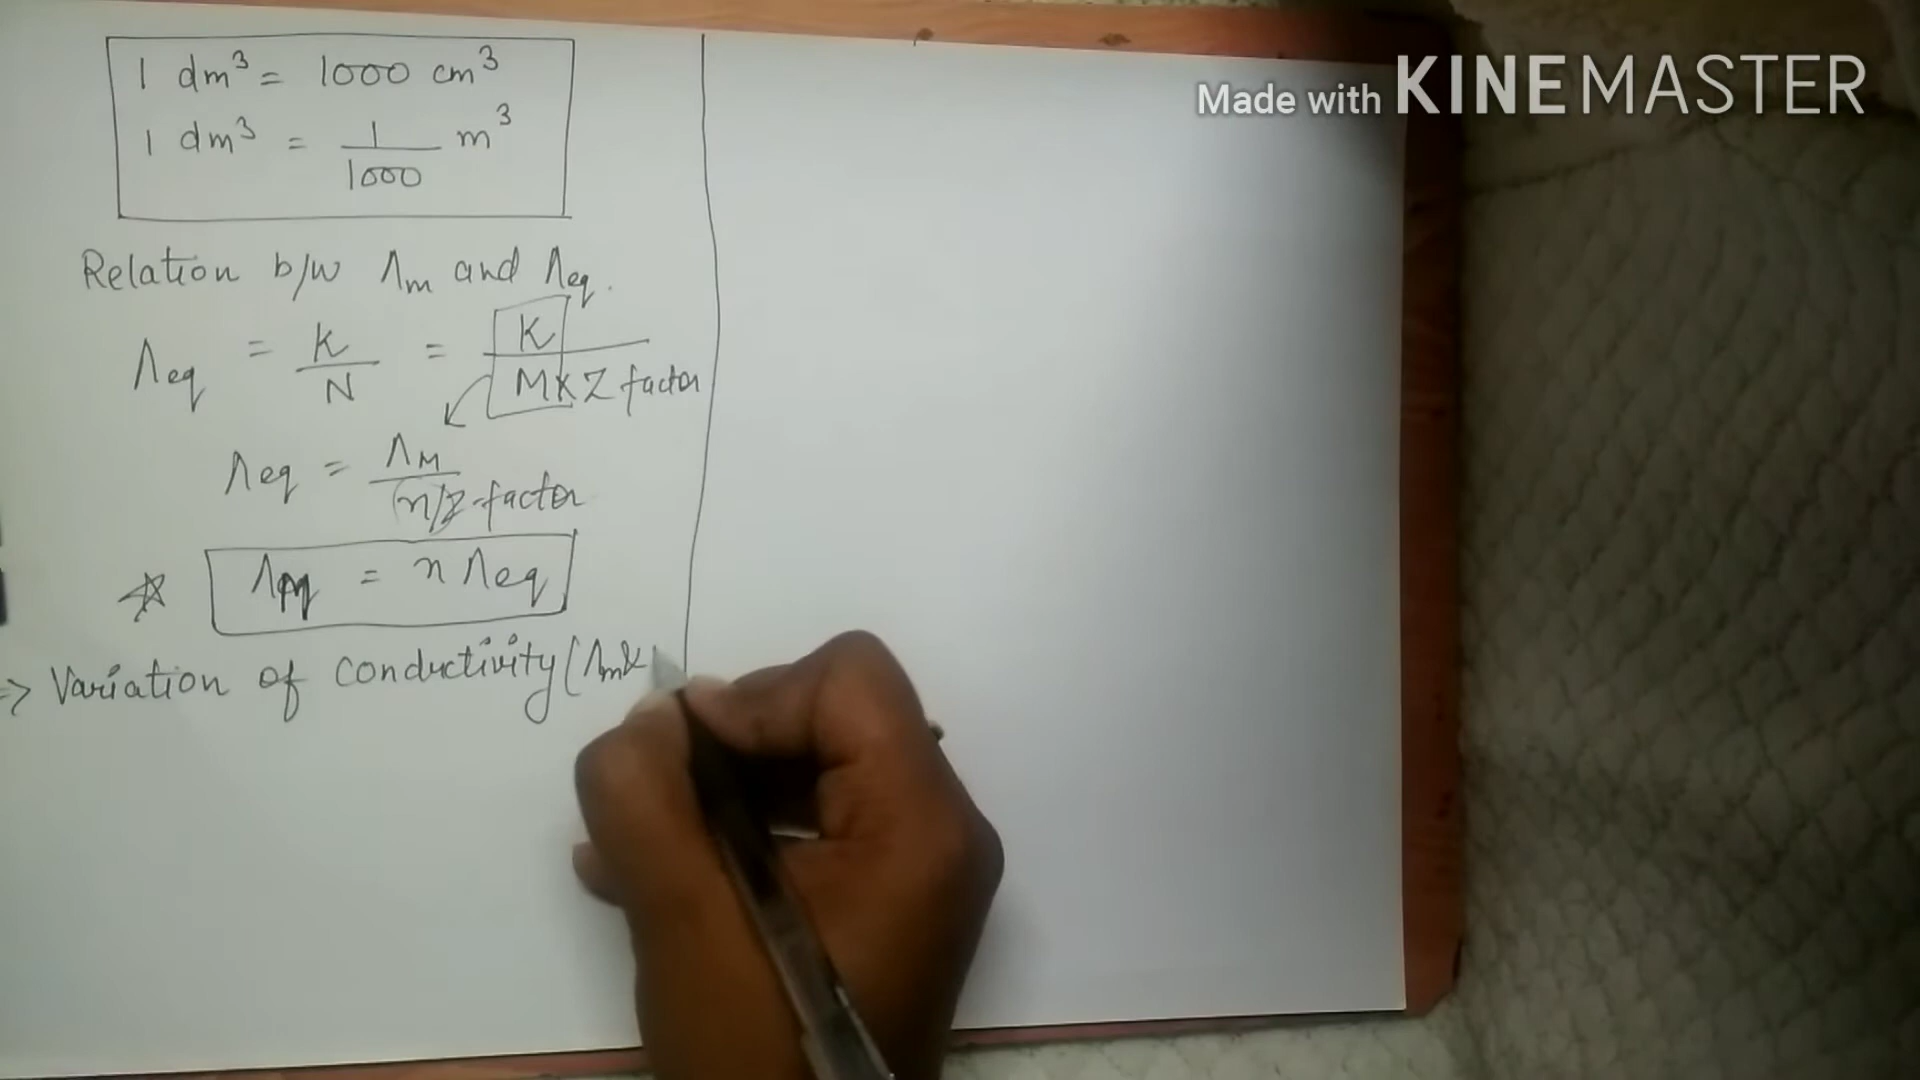 1 dm³ = 1000 cm³
1 dm³ = 1/1000 m³
Relation b/w Λm and Λeq.
Λeq = K/N = K/(M×Z factor)
Λeq = ΛM/(n/z-factor
ΛM = n Λeq
=> Variation of conductivity (Λm&
Made with KINEMASTER